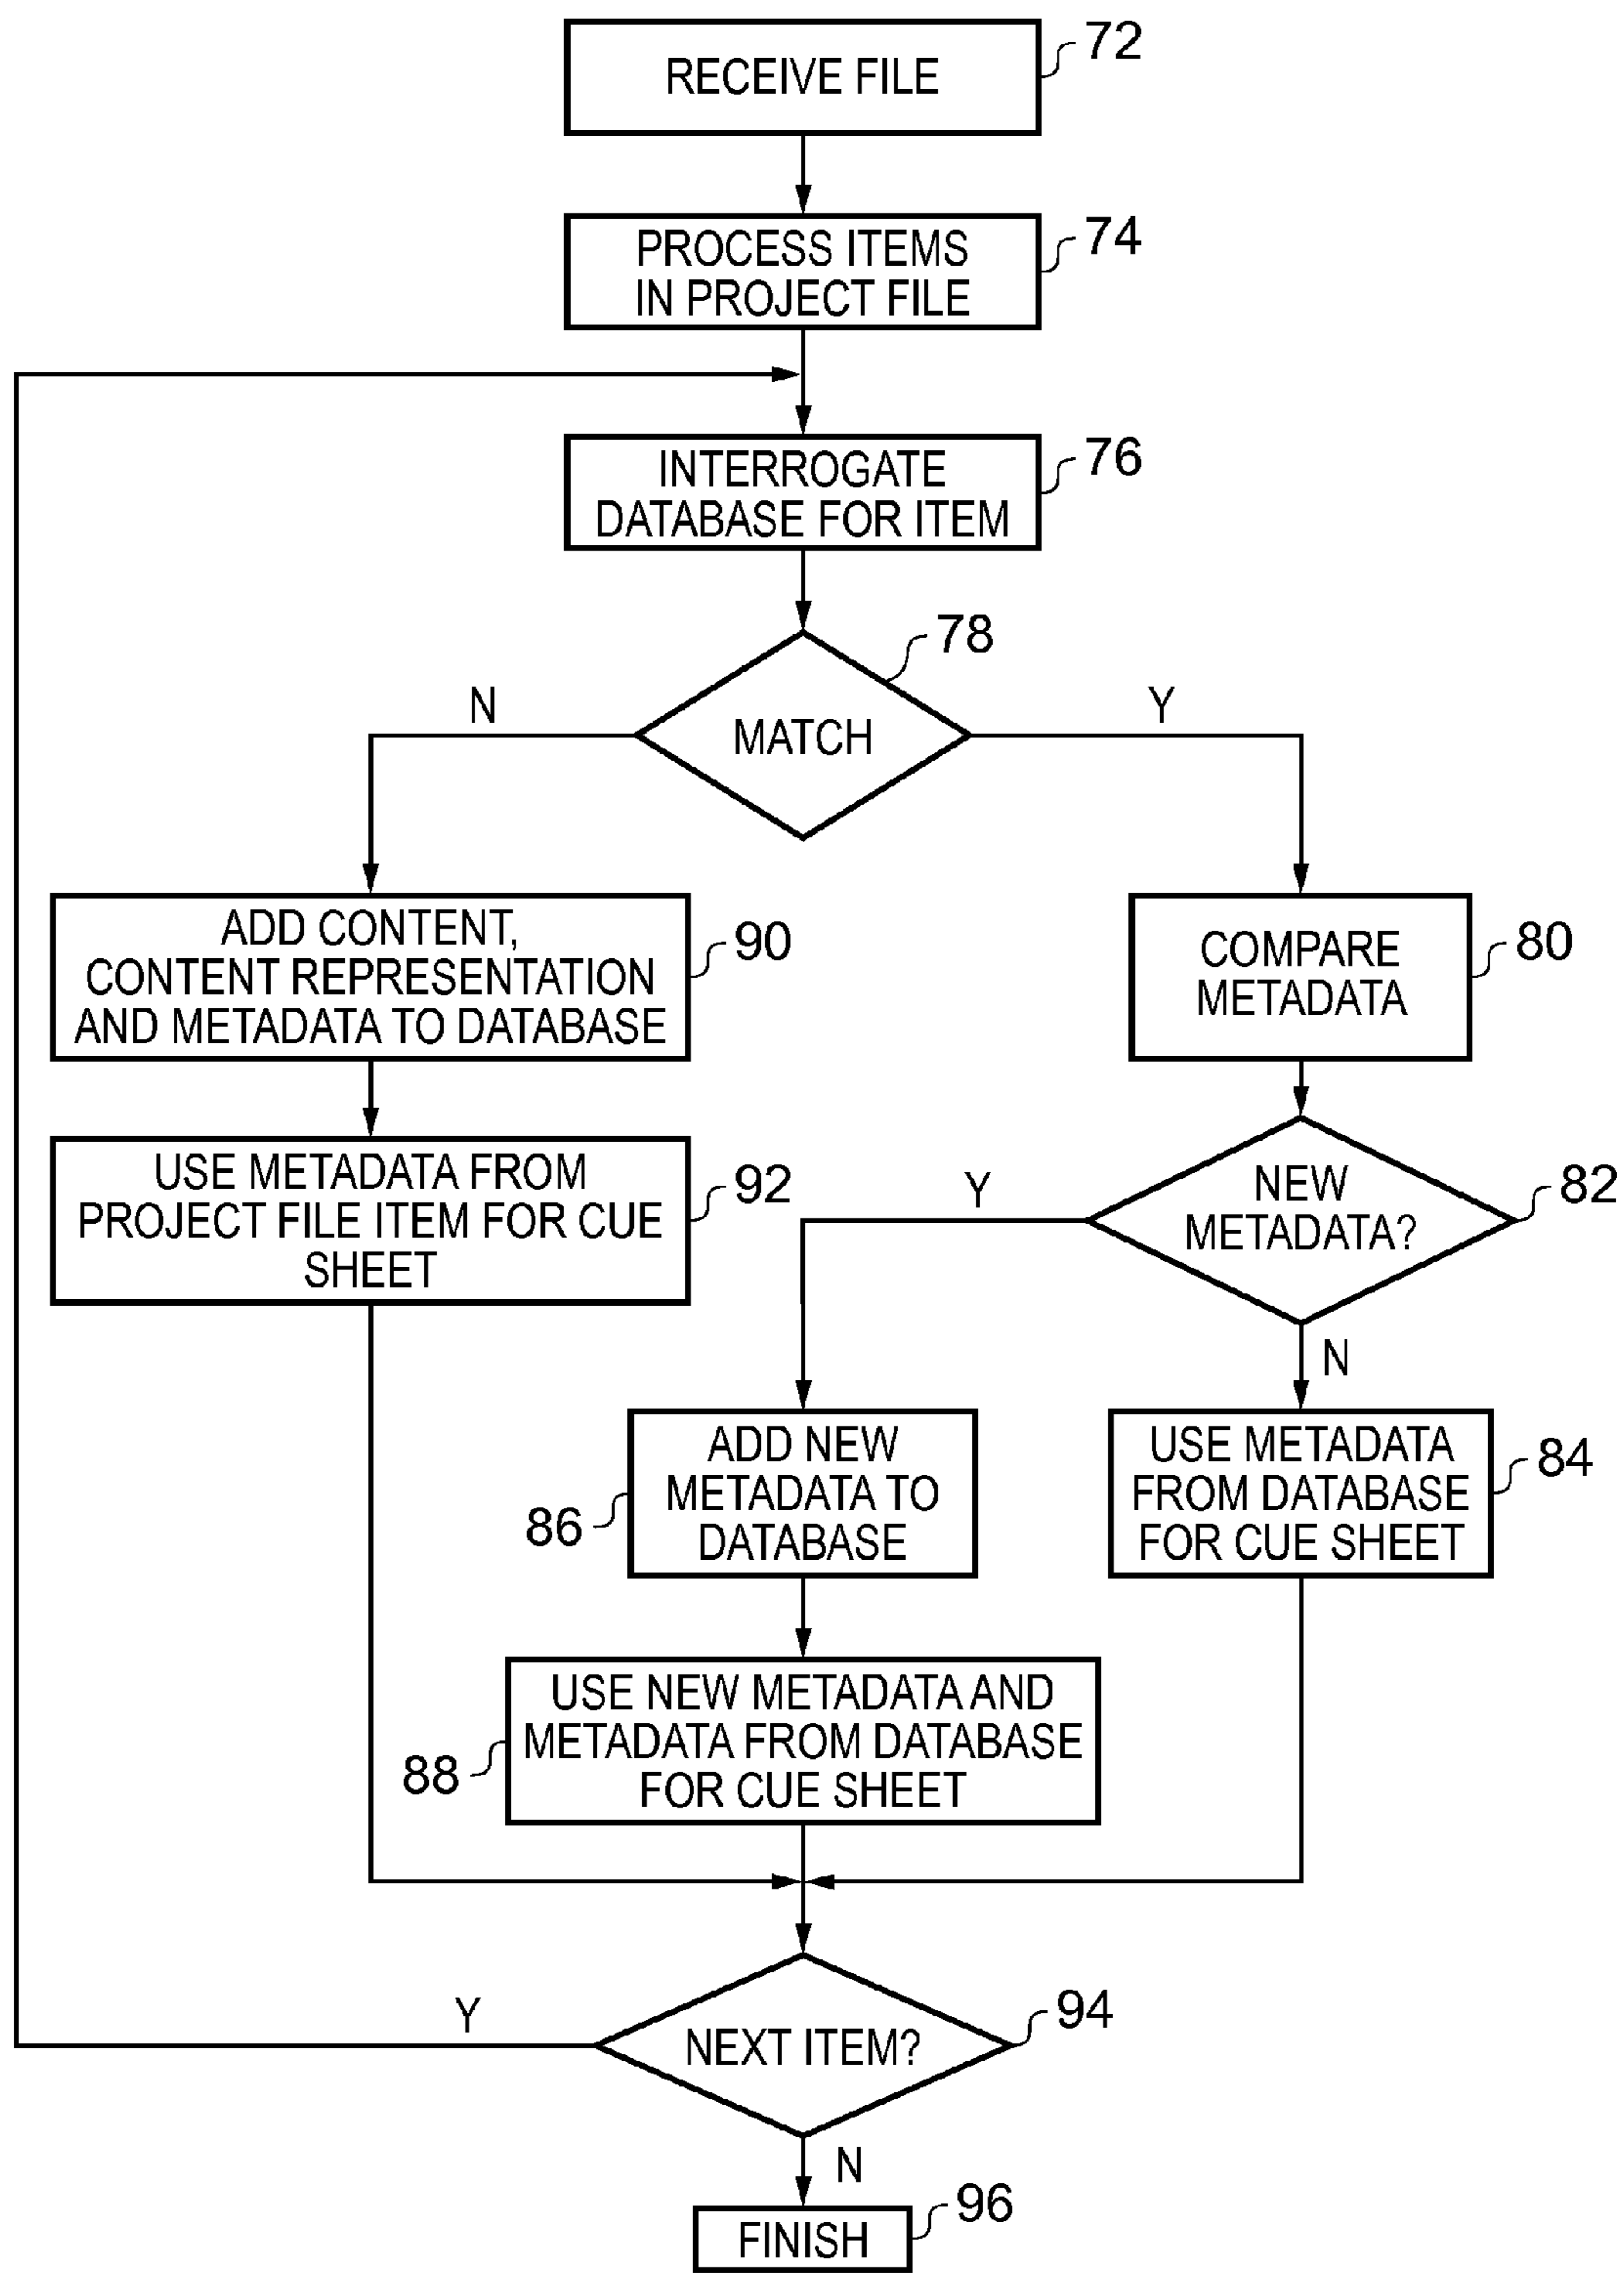 RECEIVE FILE
72
PROCESS ITEMS
IN PROJECT FILE
74
INTERROGATE
DATABASE FOR ITEM
76
78
N
MATCH
Y
ADD CONTENT,
CONTENT REPRESENTATION
AND METADATA TO DATABASE
90
COMPARE
METADATA
80
USE METADATA FROM
PROJECT FILE ITEM FOR CUE
SHEET
92
Y
NEW
METADATA?
82
N
ADD NEW
METADATA TO
DATABASE
86
USE METADATA
FROM DATABASE
FOR CUE SHEET
84
USE NEW METADATA AND
METADATA FROM DATABASE
FOR CUE SHEET
88
Y
NEXT ITEM?
94
N
FINISH
96